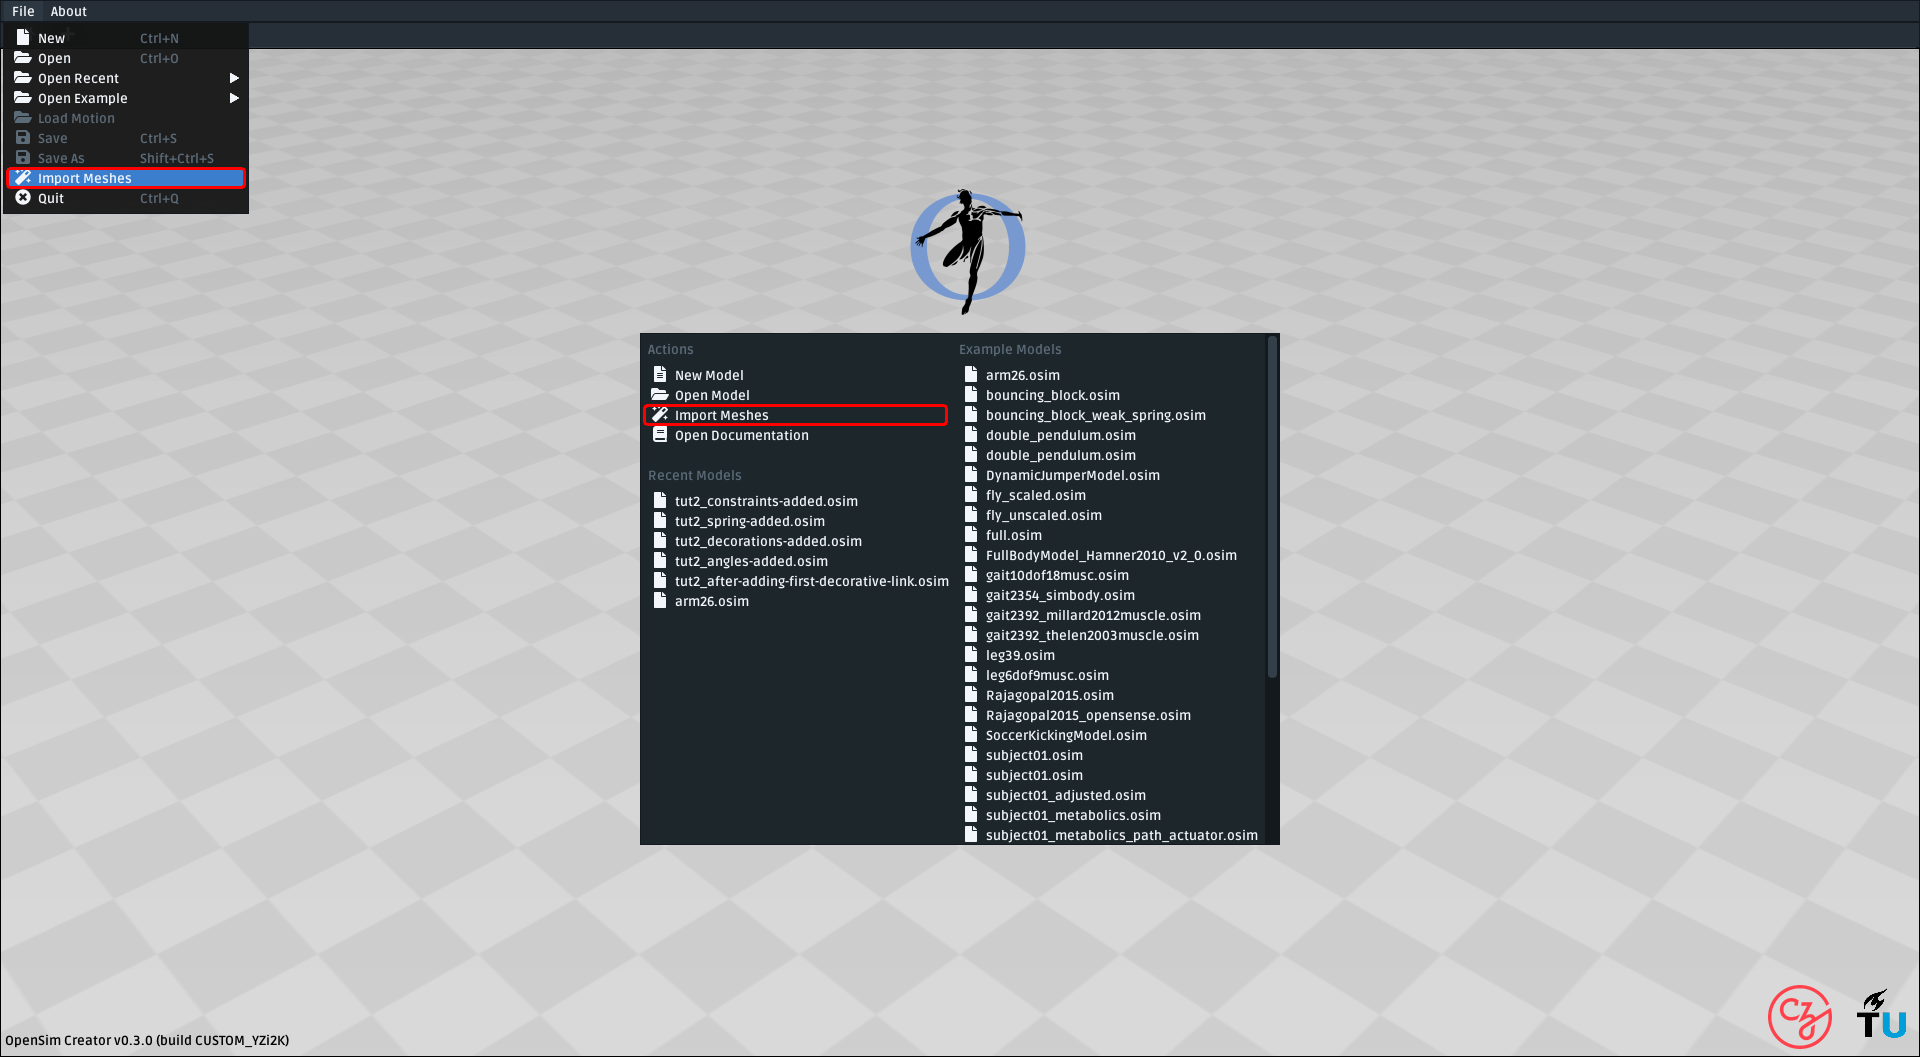 File About
New Ctrl+N
Open Ctrl+O
Open Recent
Open Example
Load Motion
Save Ctrl+S
Save As Shift+Ctrl+S
Import Meshes
Quit Ctrl+Q
Actions
New Model
Open Model
Import Meshes
Open Documentation
Recent Models
tut2_constraints-added.osim
tut2_spring-added.osim
tut2_decorations-added.osim
tut2_angles-added.osim
tut2_after-adding-first-decorative-link.osim
arm26.osim
Example Models
arm26.osim
bouncing_block.osim
bouncing_block_weak_spring.osim
double_pendulum.osim
double_pendulum.osim
DynamicJumperModel.osim
fly_scaled.osim
fly_unscaled.osim
full.osim
FullBodyModel_Hamner2010_v2_0.osim
gait10dof18musc.osim
gait2354_simbody.osim
gait2392_millard2012muscle.osim
gait2392_thelen2003muscle.osim
leg39.osim
leg6dof9musc.osim
Rajagopal2015.osim
Rajagopal2015_opensense.osim
SoccerKickingModel.osim
subject01.osim
subject01.osim
subject01_adjusted.osim
subject01_metabolics.osim
subject01_metabolics_path_actuator.osim
CZ
TU
OpenSim Creator v0.3.0 (build CUSTOM_YZi2K)